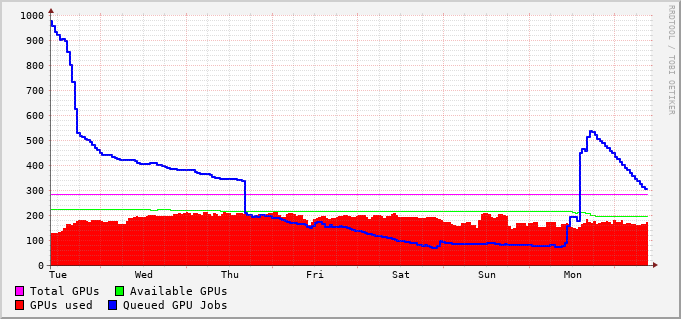 1000
900
800
700
600
500
400
300
200
100
0
Tue Wed Thu Fri Sat Sun Mon
Total GPUs Available GPUs
GPUs used Queued GPU Jobs
RRDTOOL / TOBI OETIKER